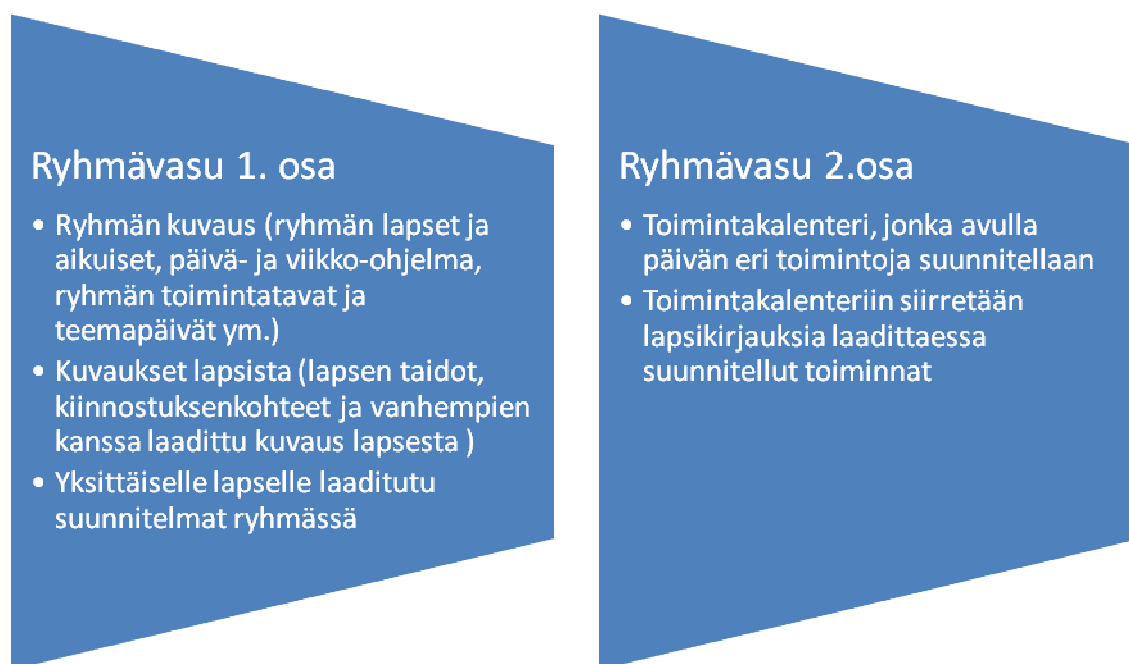 Ryhmävasu 1. osa
• Ryhmän kuvaus (ryhmän lapset ja
aikuiset, päivä- ja viikko-ohjelma,
ryhmän toimintatavat ja
teemapäivät ym.)
• Kuvaukset lapsista (lapsen taidot,
kiinnostuksenkohteet ja vanhempien
kanssa laadittu kuvaus lapsesta )
• Yksittäiselle lapselle laaditutu
suunnitelmat ryhmässä
Ryhmävasu 2.osa
• Toimintakalenteri, jonka avulla
päivän eri toimintoja suunnitellaan
• Toimintakalenteriin siirretään
lapsikirjauksia laadittaessa
suunnitellut toiminnat